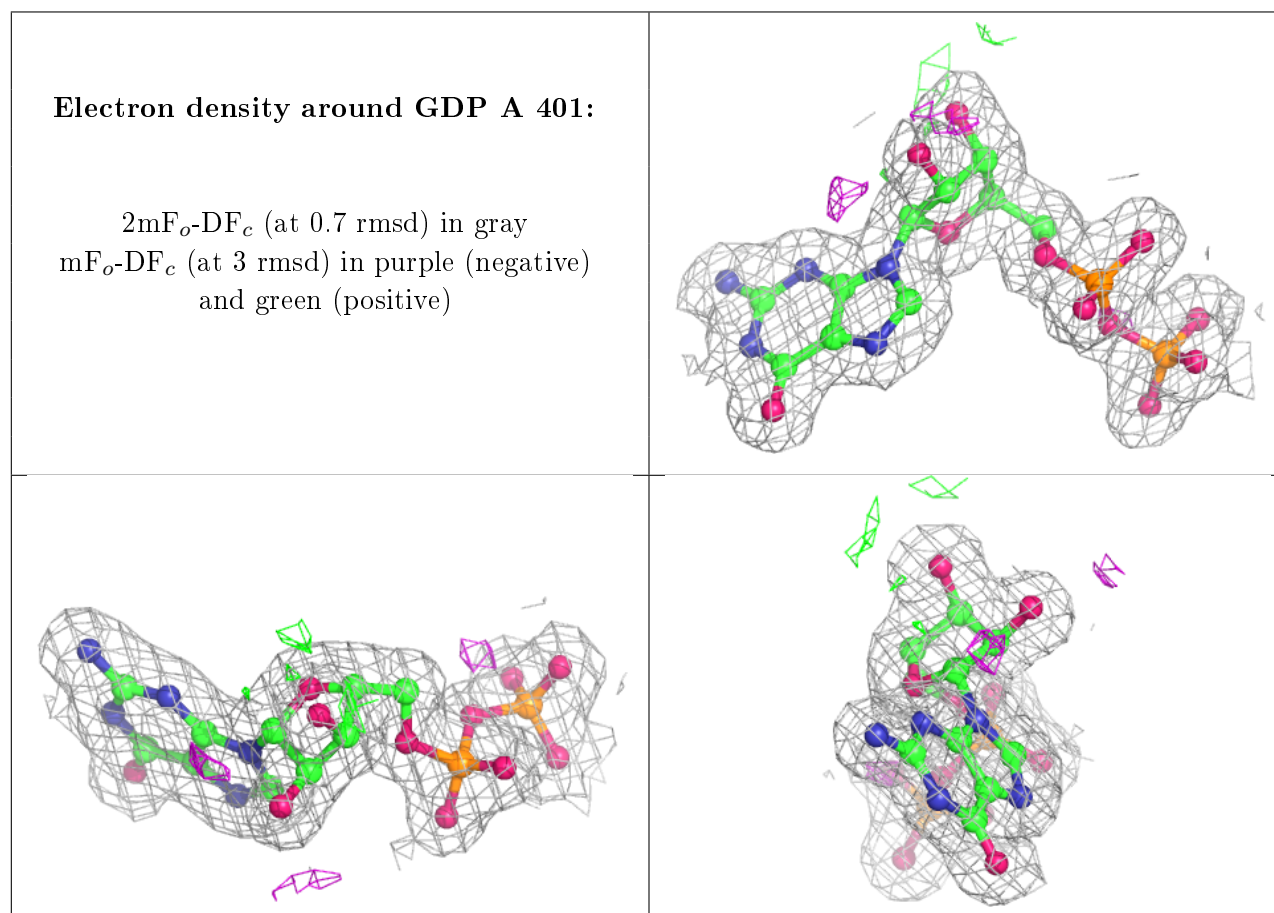 Electron density around GDP A 401:
2mFo-DFc (at 0.7 rmsd) in gray
mFo-DFc (at 3 rmsd) in purple (negative)
and green (positive)